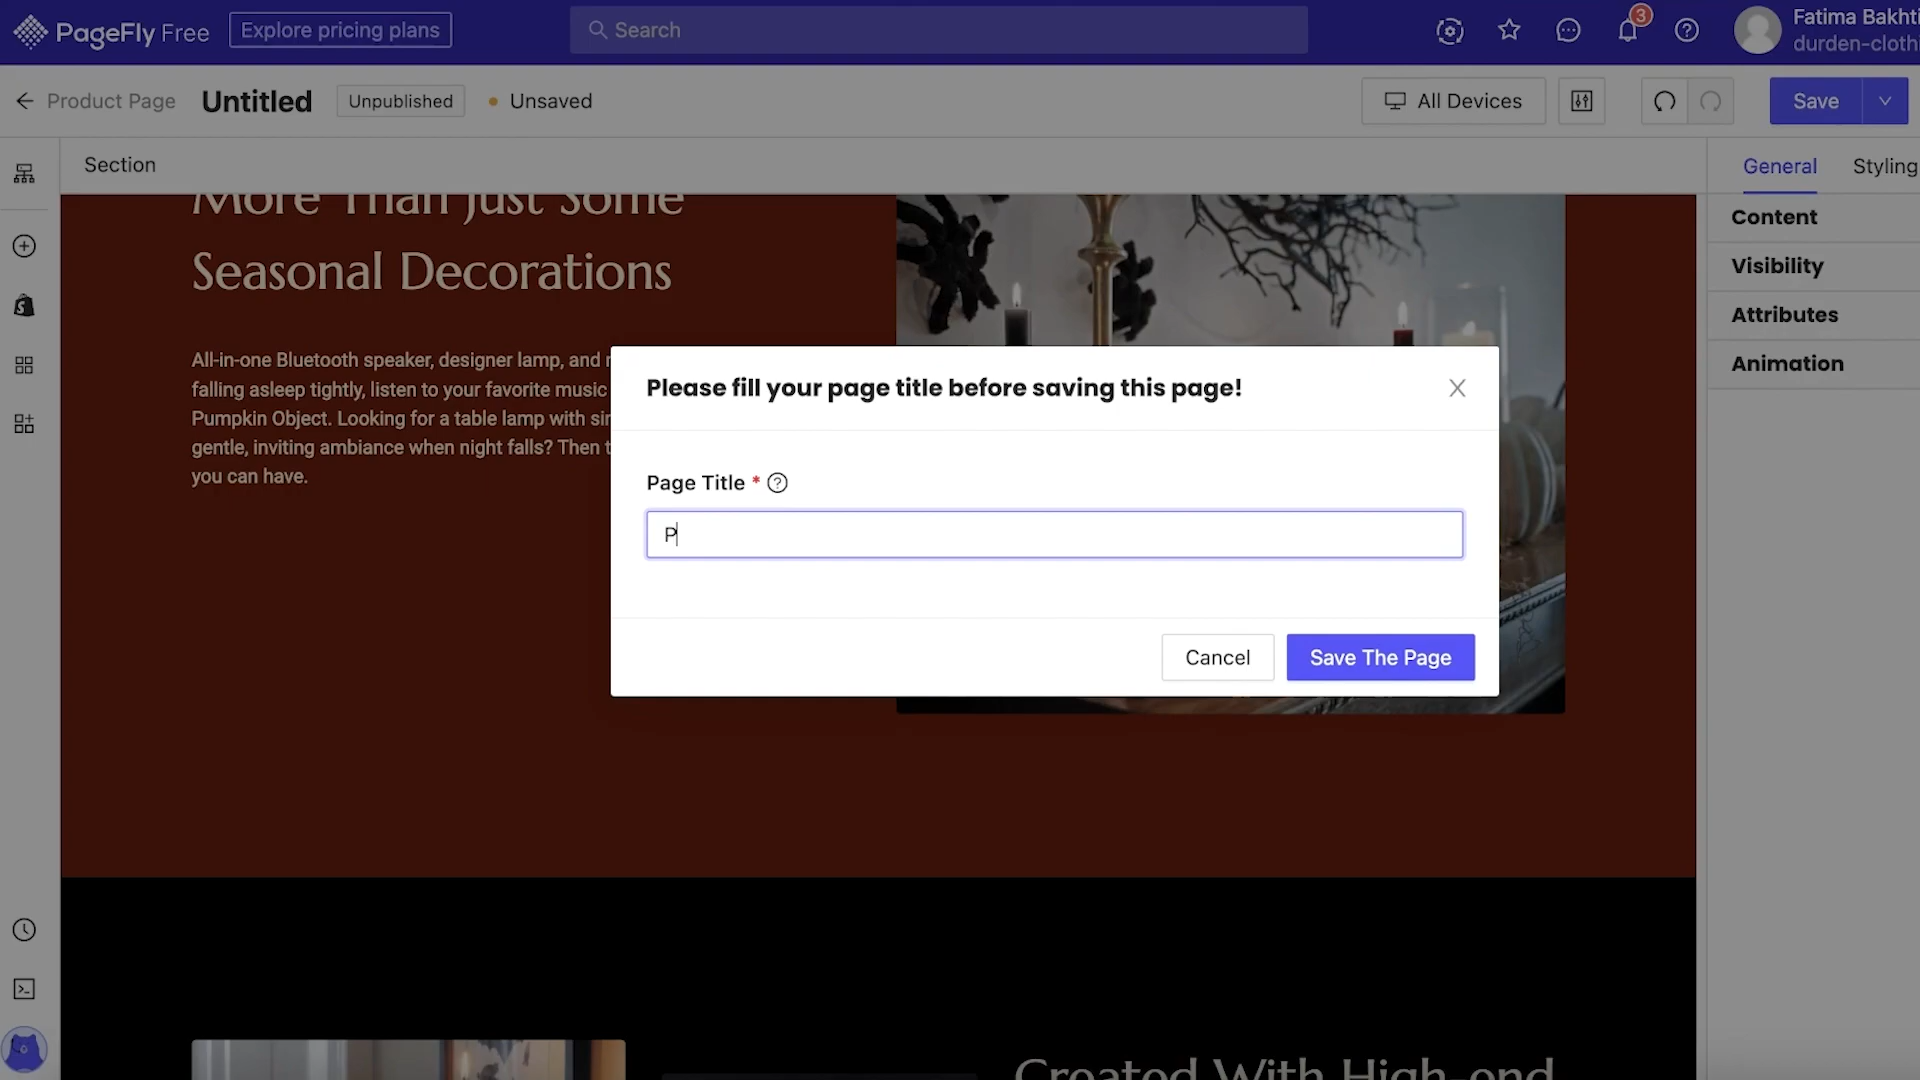 PageFly Free
Explore pricing plans
Search
3
Fatima Bakhti
durden-clothi
Product Page
Untitled
Unpublished
Unsaved
All Devices
Save
Section
General
Styling
More Than Just Some
Seasonal Decorations
Content
Visibility
Attributes
Animation
All-in-one Bluetooth speaker, designer lamp, and
falling asleep tightly, listen to your favorite music
Pumpkin Object. Looking for a table lamp with
gentle, inviting ambiance when night falls? Then
you can have.
Please fill your page title before saving this page!
Page Title *
P
Cancel
Save The Page
Created With High-end